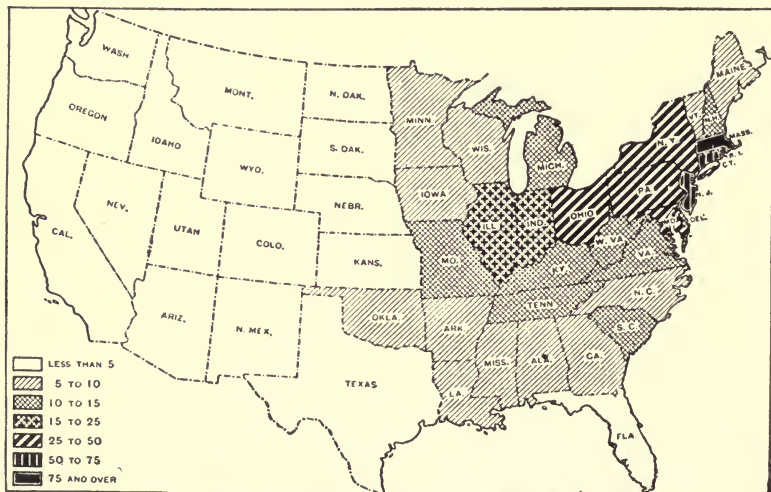 WASH
MONT.
N. DAK.
MINN.
MAINE
OREGON
IDAHO
S. DAK.
WIS.
MICH.
VT.
N.H.
N.Y.
MASS.
R.I.
CT.
WYO.
NEBR.
IOWA
PA.
N.J.
NEV.
UTAH
COLO.
ILL.
IND.
OHIO
MD.
DEL.
CAL.
KANS.
MO.
KY.
W. VA.
VA.
ARIZ.
N. MEX.
OKLA.
ARK.
TENN
N.C.
S.C.
TEXAS
LA.
MISS.
ALA.
GA.
FLA.
LESS THAN 5
5 TO 10
10 TO 15
15 TO 25
25 TO 50
50 TO 75
75 AND OVER